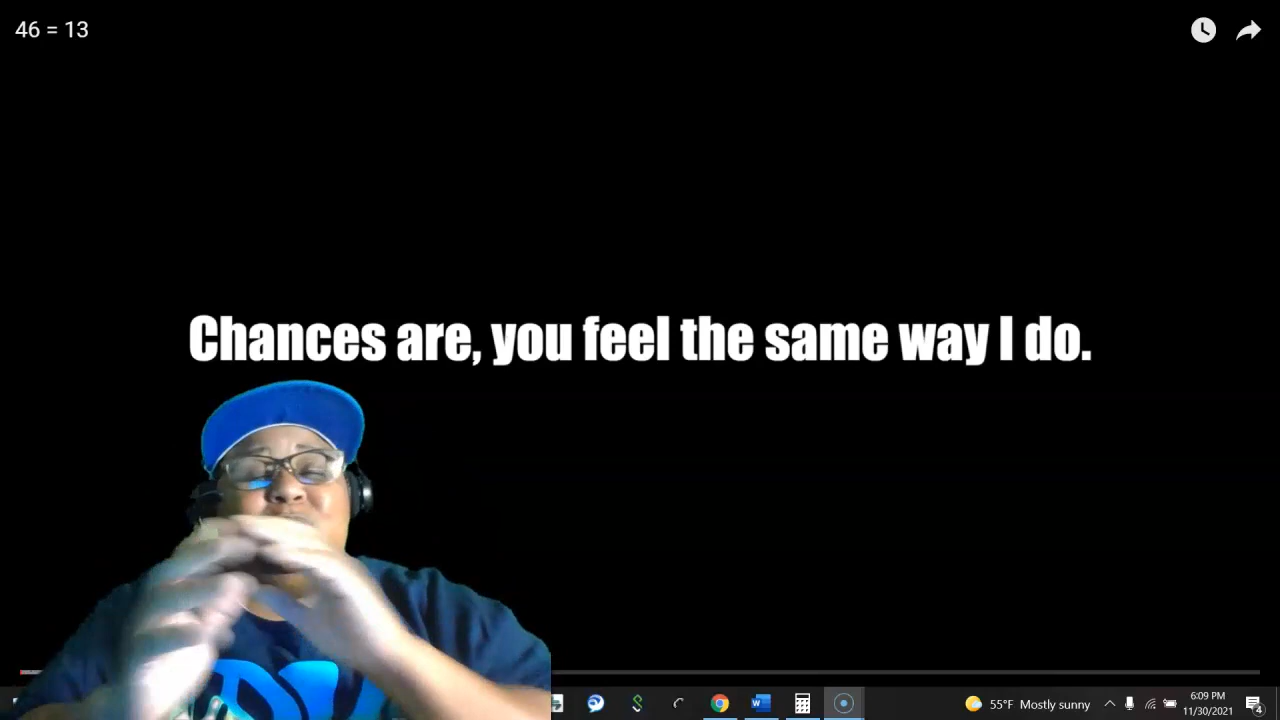 46 = 13
Chances are, you feel the same way I do.
55°F Mostly sunny
6:09 PM
11/30/2021
4